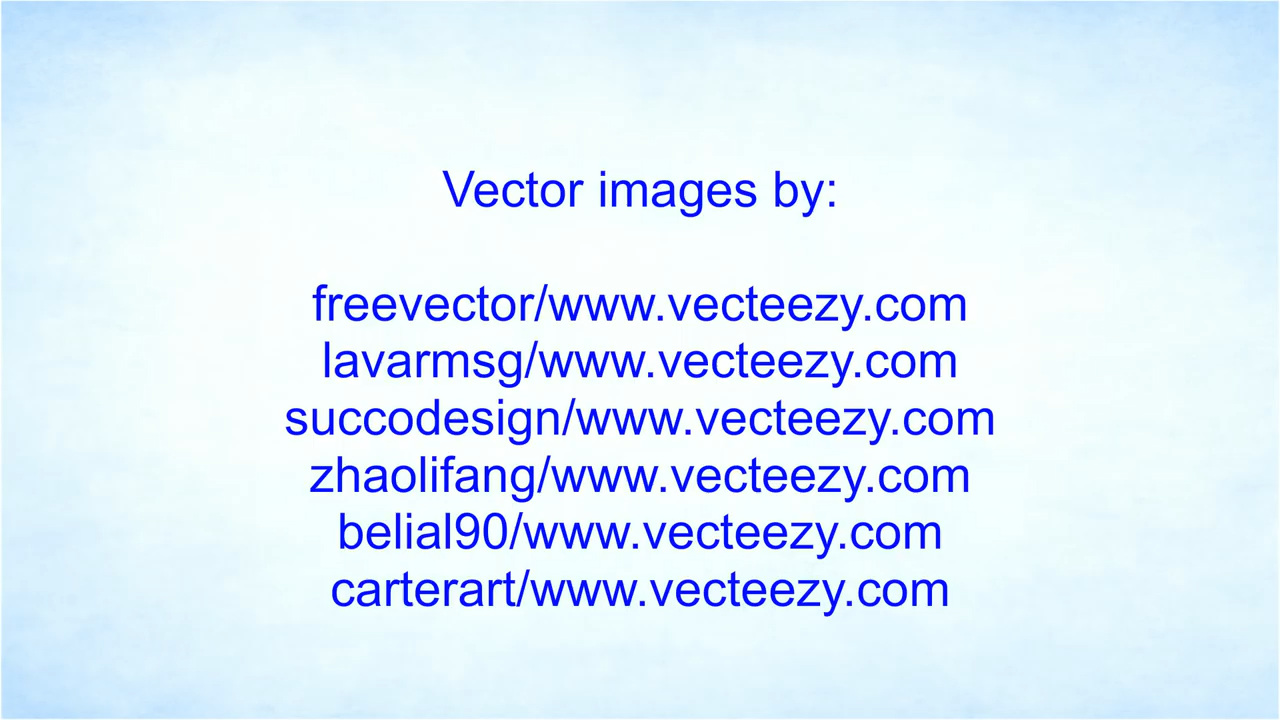 Vector images by:
freevector/www.vecteezy.com
lavarmsg/www.vecteezy.com
succodesign/www.vecteezy.com
zhaolifang/www.vecteezy.com
belial90/www.vecteezy.com
carterart/www.vecteezy.com